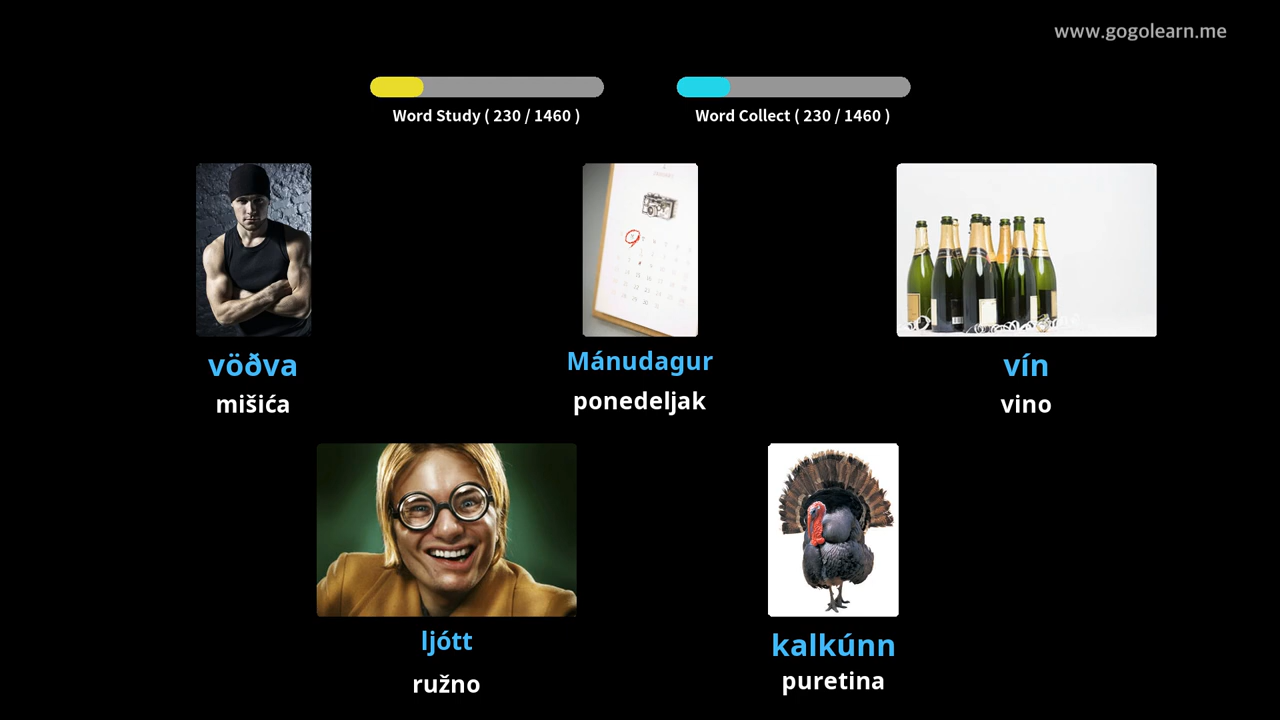 www.gogolearn.me
Word Study ( 230 / 1460 )
Word Collect ( 230 / 1460 )
vöðva
mišića
Mánudagur
ponedeljak
vín
vino
ljótt
ružno
kalkúnn
puretina